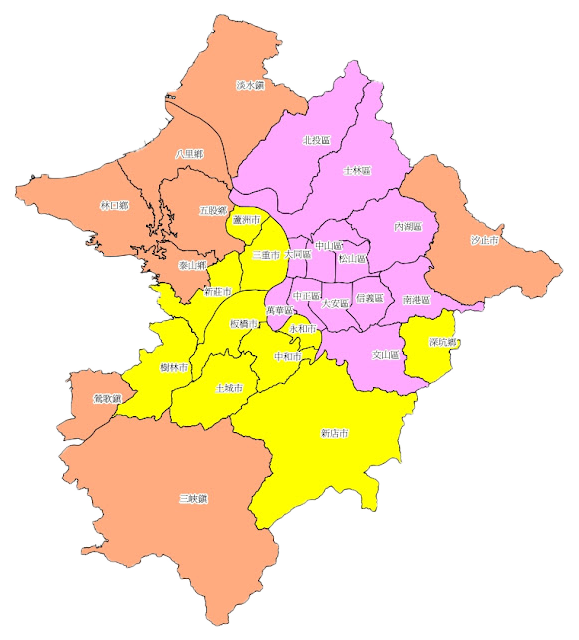 淡水鎮
北投區
八里鄉
士林區
林口鄉
五股鄉
蘆洲市
內湖區
汐止市
三重市
大同區
中山區
松山區
泰山鄉
新莊市
中正區
大安區
信義區
南港區
萬華區
板橋市
永和市
深坑鄉
中和市
文山區
樹林市
土城市
鶯歌鎮
新店市
三峽鎮